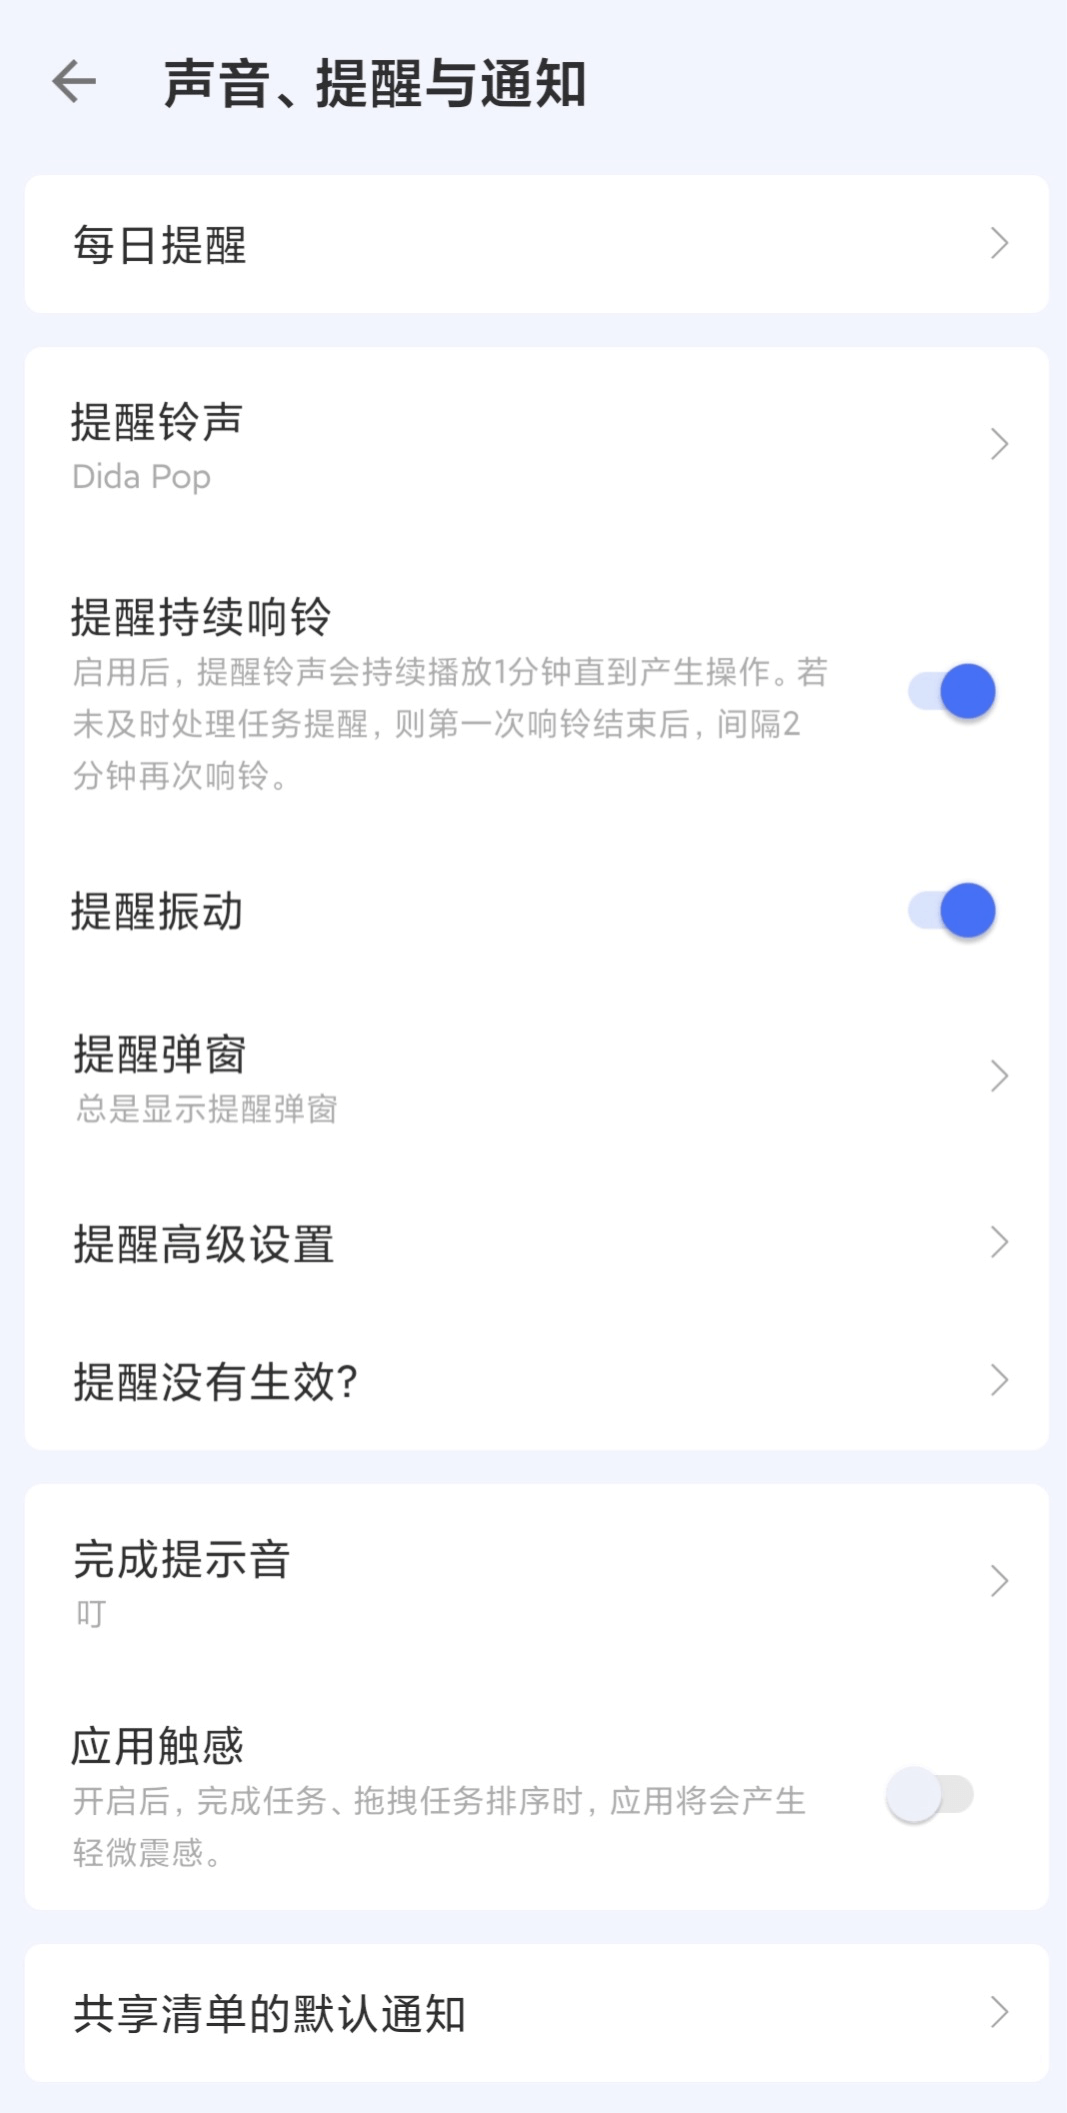 声音、提醒与通知
每日提醒
提醒铃声
Dida Pop
提醒持续响铃
启用后，提醒铃声会持续播放1分钟直到产生操作。若
未及时处理任务提醒，则第一次响铃结束后，间隔2
分钟再次响铃。
提醒振动
提醒弹窗
总是显示提醒弹窗
提醒高级设置
提醒没有生效?
完成提示音
叮
应用触感
开启后，完成任务、拖拽任务排序时，应用将会产生
轻微震感。
共享清单的默认通知